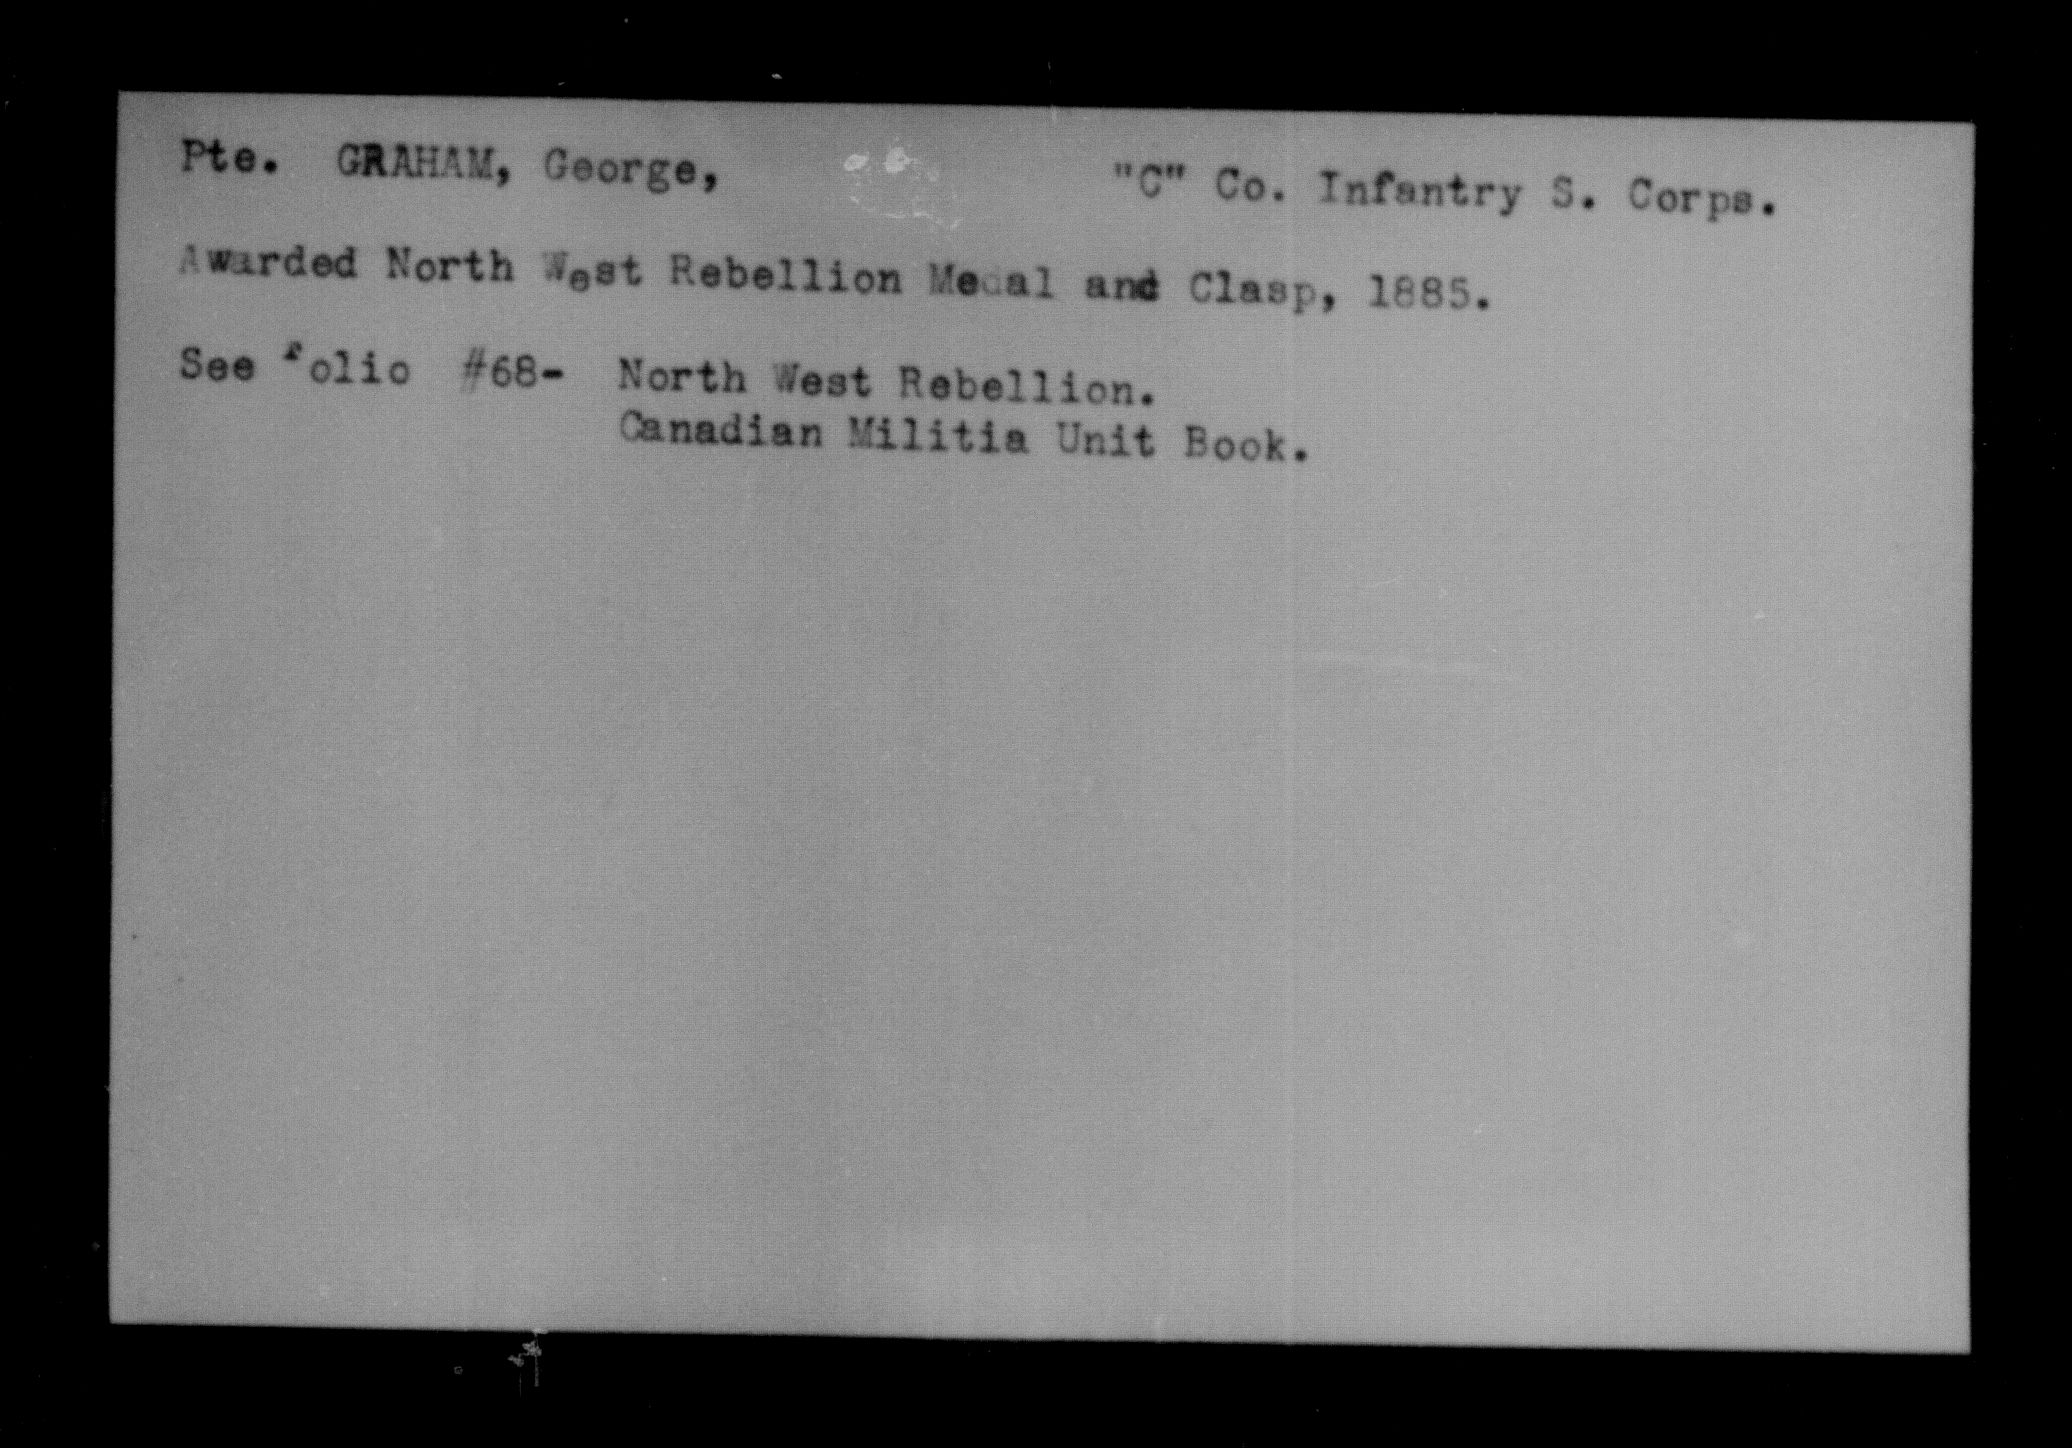 Pte. GRAHAM, George, "C" Co. Infantry S. Corps.
Awarded North West Rebellion Medal and Clasp, 1885.
See folio #68- North West Rebellion.
Canadian Militia Unit Book.